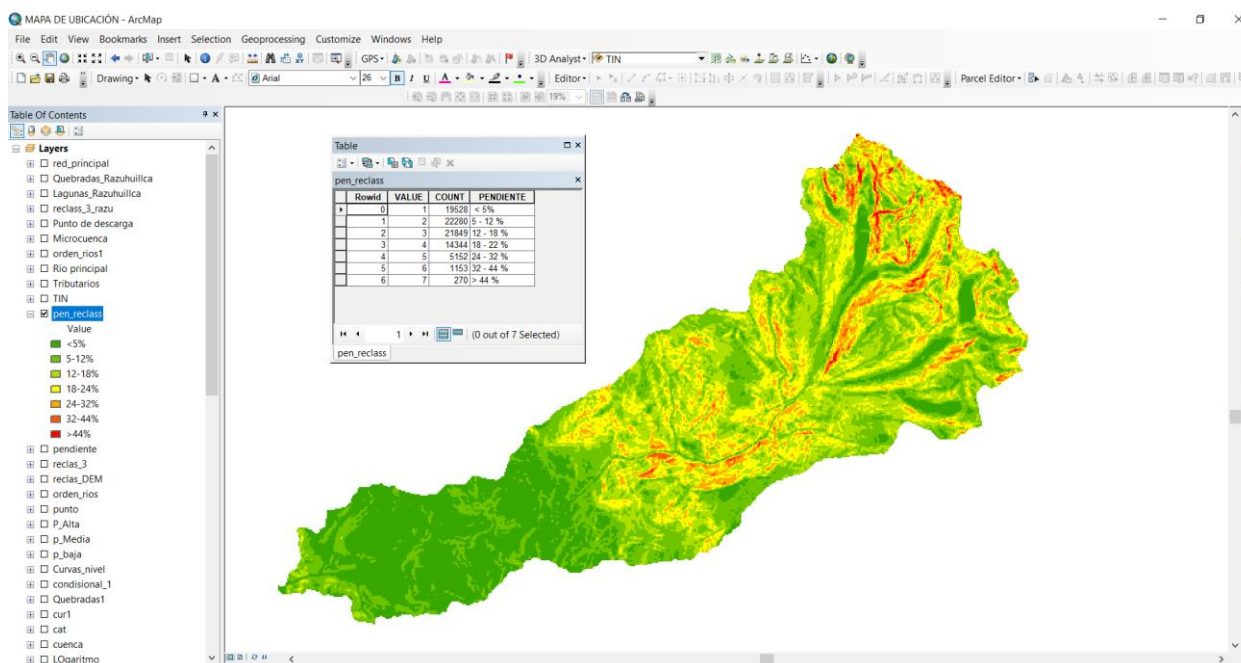 MAPA DE UBICACIÓN - ArcMap
File Edit View Bookmarks Insert Selection Geoprocessing Customize Windows Help
GPS 3D Analyst TIN
Drawing A Arial 26 B I U A Editor Parcel Editor
19%
Table Of Contents
Layers
red_principal
Quebradas_Razuhuillca
Lagunas_Razuhuillca
reclass_3_razu
Punto de descarga
Microcuenca
orden_rios1
Rio principal
Tributarios
TIN
pen_reclass
Value
<5%
5-12%
12-18%
18-24%
24-32%
32-44%
>44%
pendiente
reclas_3
reclas_DEM
orden_rios
punto
P_Alta
p_Media
p_baja
Curvas_nivel
condisional_1
Quebradas1
cur1
cat
cuenca
LOgaritmo
Table
pen_reclass
Rowid VALUE COUNT PENDIENTE
0 1 19528 < 5%
1 2 22280 5 - 12 %
2 3 21849 12 - 18 %
3 4 14344 18 - 22 %
4 5 5152 24 - 32 %
5 6 1153 32 - 44 %
6 7 270 > 44 %
1 (0 out of 7 Selected)
pen_reclass